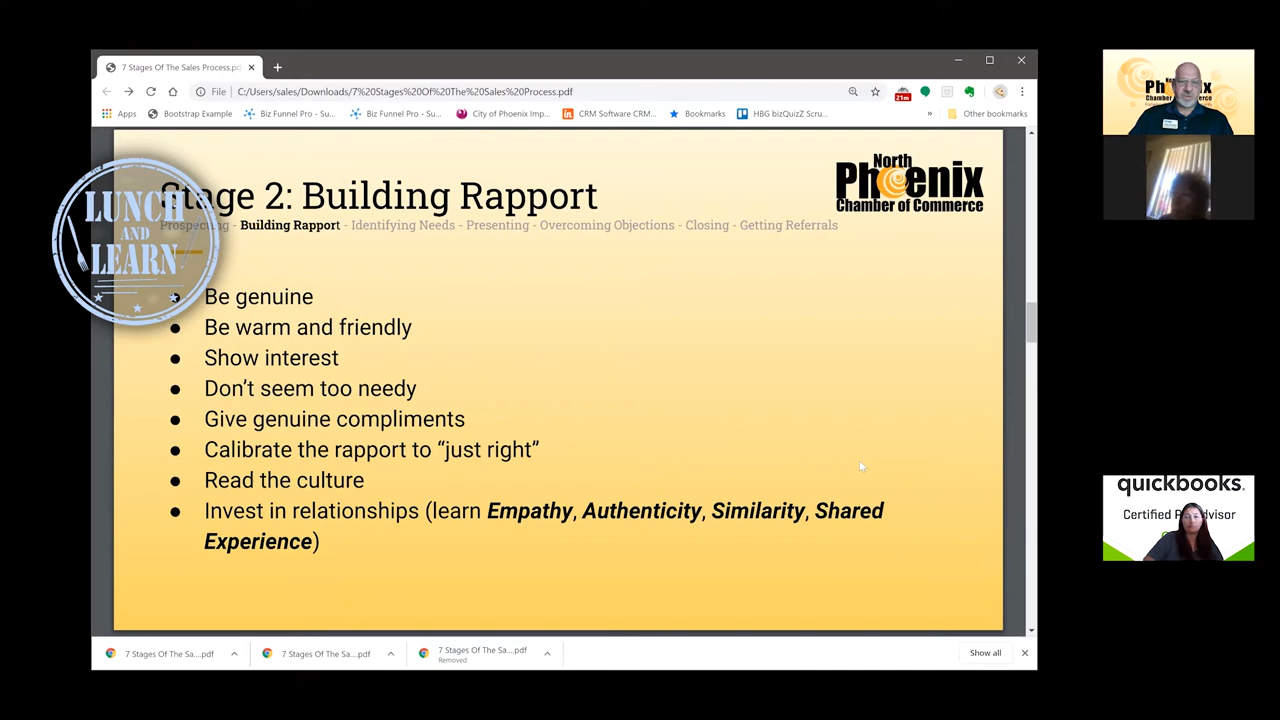 7 Stages Of The Sales Process.pd
File
C:/Users/sales/Downloads/7%20Stages%20Of%20The%20Sales%20Process.pdf
21m
Apps
Bootstrap Example
Biz Funnel Pro - Su...
Biz Funnel Pro - Su...
City of Phoenix Imp...
CRM Software CRM...
Bookmarks
HBG bizQuizZ Scru...
»
Other bookmarks
Stage 2: Building Rapport
Prospecting - Building Rapport - Identifying Needs - Presenting - Overcoming Objections - Closing - Getting Referrals
North
Phoenix
Chamber of Commerce
LUNCH
AND
LEARN
● Be genuine
● Be warm and friendly
● Show interest
● Don't seem too needy
● Give genuine compliments
● Calibrate the rapport to “just right”
● Read the culture
● Invest in relationships (learn Empathy, Authenticity, Similarity, Shared
Experience)
7 Stages Of The Sa....pdf
7 Stages Of The Sa....pdf
7 Stages Of The Sa....pdf
Removed
Show all
quickbooks.
Certified